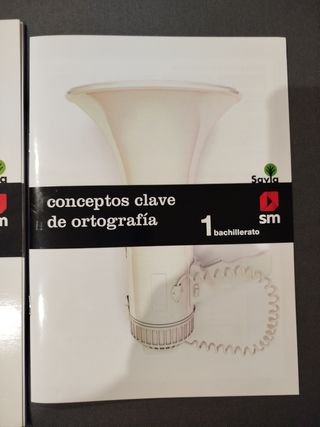 Savia
conceptos clave
de ortografía
1 bachillerato
sm